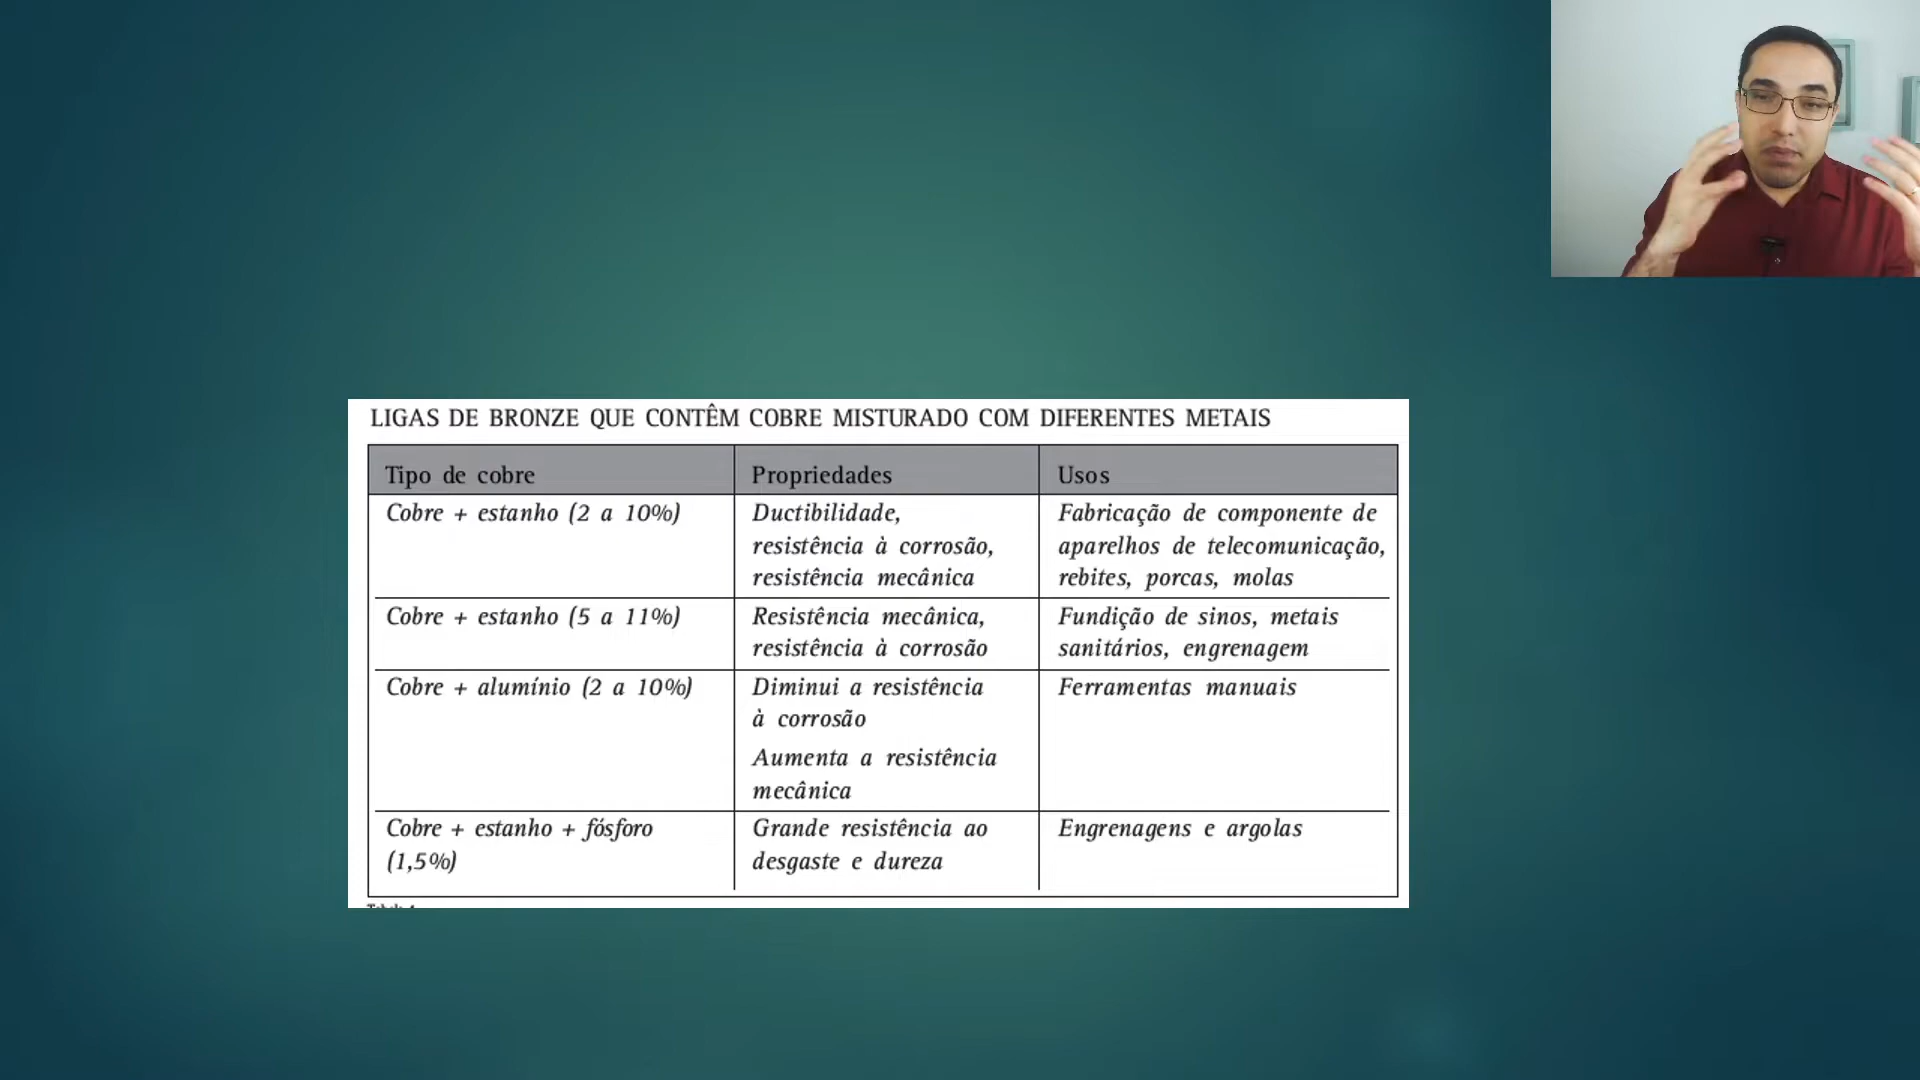 LIGAS DE BRONZE QUE CONTÊM COBRE MISTURADO COM DIFERENTES METAIS
Tipo de cobre
Propriedades
Usos
Cobre + estanho (2 a 10%)
Ductibilidade,
resistência à corrosão,
resistência mecânica
Fabricação de componente de
aparelhos de telecomunicação,
rebites, porcas, molas
Cobre + estanho (5 a 11%)
Resistência mecânica,
resistência à corrosão
Fundição de sinos, metais
sanitários, engrenagem
Cobre + alumínio (2 a 10%)
Diminui a resistência
à corrosão
Aumenta a resistência
mecânica
Ferramentas manuais
Cobre + estanho + fósforo
(1,5%)
Grande resistência ao
desgaste e dureza
Engrenagens e argolas